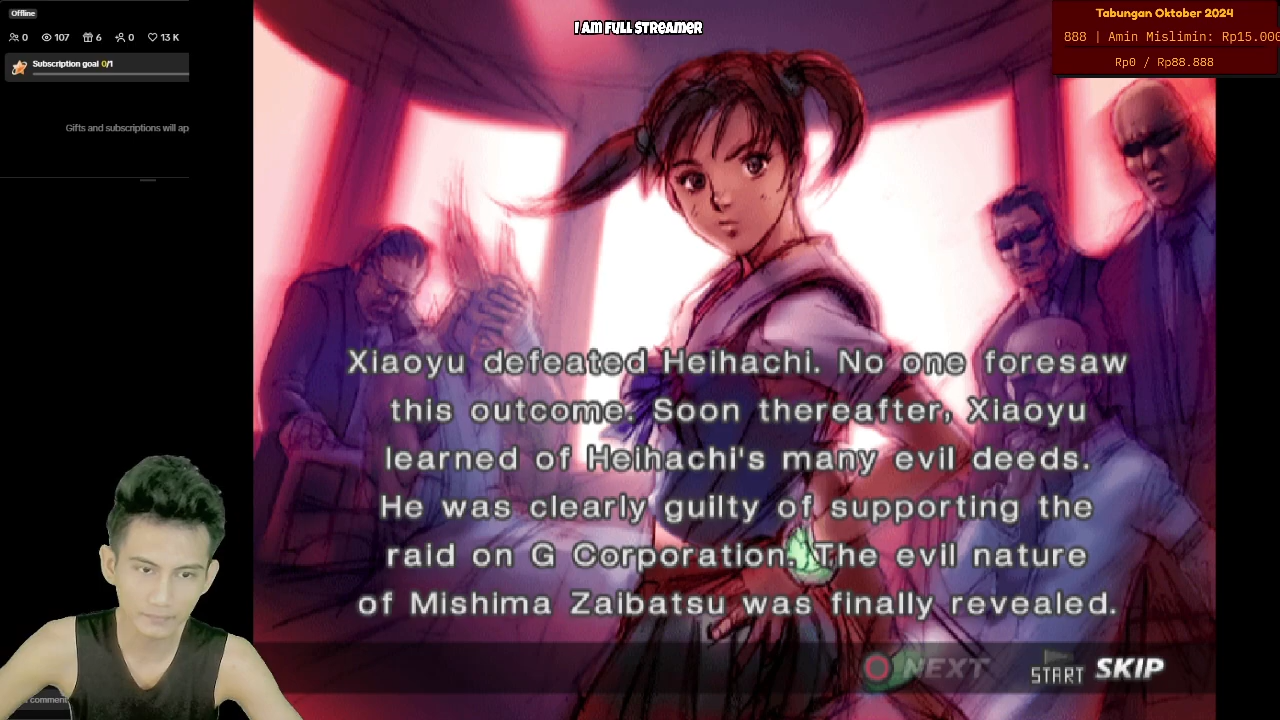 Offline
0 107 6 0 13 K
Subscription goal 0/1
Gifts and subscriptions will ap
I AM FULL STREAMER
Tabungan Oktober 2024
888 | Amin Mislimin: Rp15.000
Rp0 / Rp88.888
Xiaoyu defeated Heihachi. No one foresaw
this outcome. Soon thereafter, Xiaoyu
learned of Heihachi's many evil deeds.
He was clearly guilty of supporting the
raid on G Corporation. The evil nature
of Mishima Zaibatsu was finally revealed.
NEXT START SKIP
comment